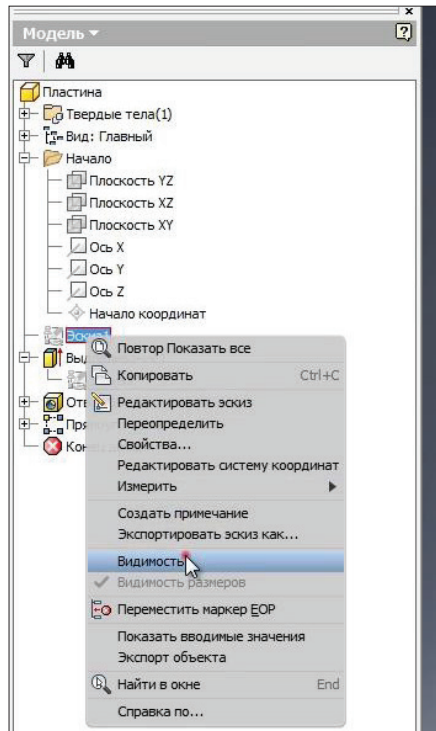 Модель
Пластина
Твердые тела(1)
Вид: Главный
Начало
Плоскость YZ
Плоскость XZ
Плоскость XY
Ось X
Ось Y
Ось Z
Начало координат
Эскиз1
Повтор Показать все
Копировать Ctrl+C
Редактировать эскиз
Переопределить
Свойства...
Редактировать систему координат
Измерить
Создать примечание
Экспортировать эскиз как...
Видимость
Видимость размеров
Переместить маркер EOP
Показать вводимые значения
Экспорт объекта
Найти в окне End
Справка по...